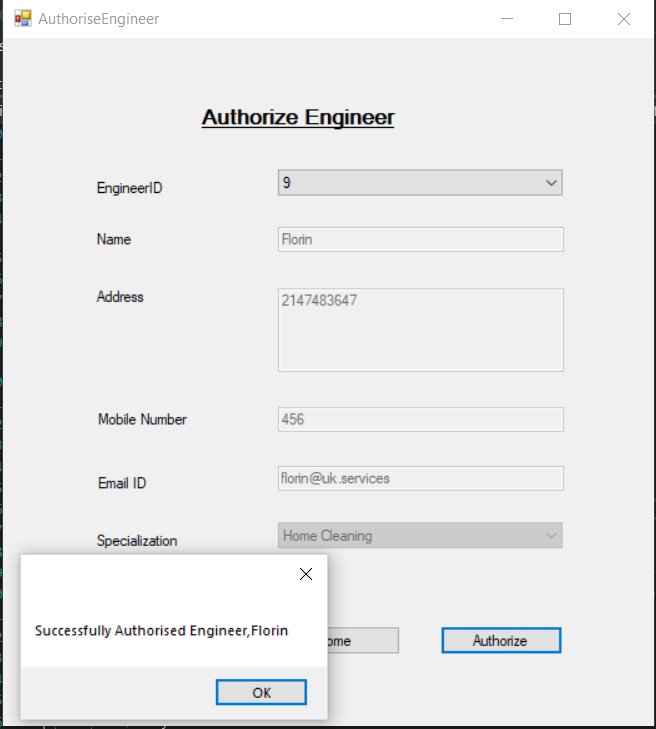 AuthoriseEngineer
Authorize Engineer
EngineerID
9
Name
Florin
Address
2147483647
Mobile Number
456
Email ID
florin@uk.services
Specialization
Home Cleaning
Successfully Authorised Engineer,Florin
OK
Authorize